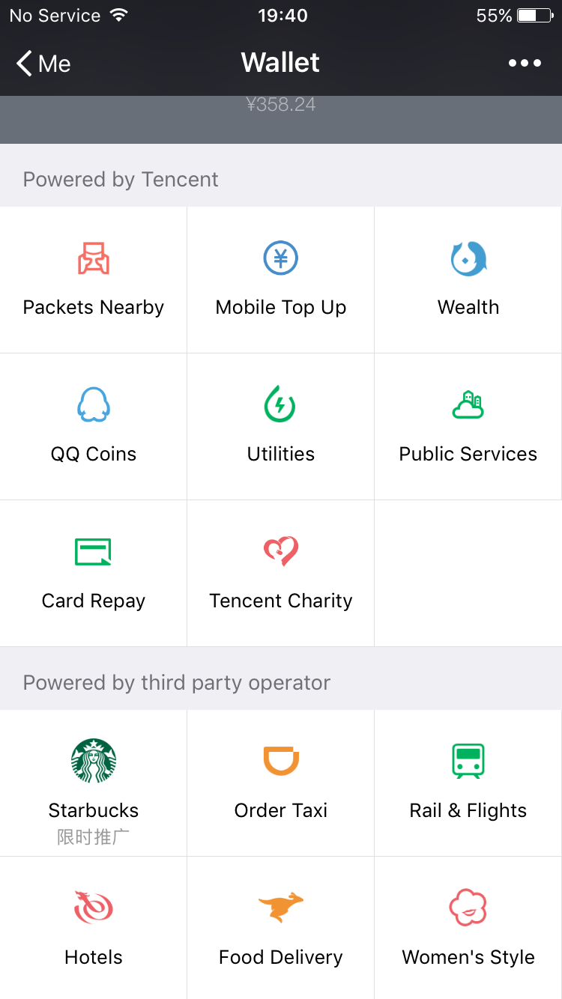 No Service 19:40 55%
Me Wallet
¥358.24
Powered by Tencent
Packets Nearby Mobile Top Up Wealth
QQ Coins Utilities Public Services
Card Repay Tencent Charity
Powered by third party operator
Starbucks Order Taxi Rail & Flights
限时推广
Hotels Food Delivery Women's Style